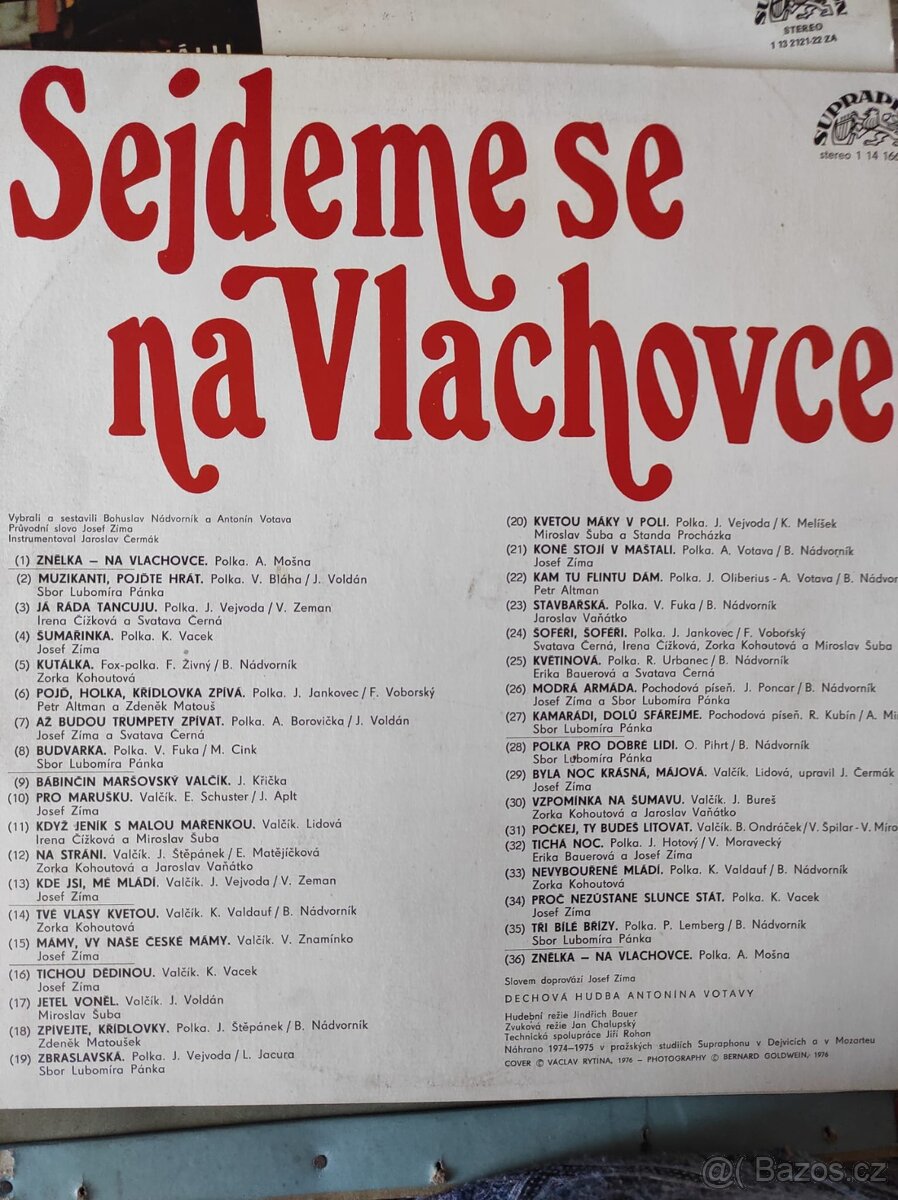 STEREO
1 13 2121-22 ZA
Sejdeme se
na Vlachovce
SUPRAPH
stereo 1 14 166
Vybrali a sestavili Bohuslav Nádvorník a Antonín Votava
Průvodní slovo Josef Zíma
Instrumentoval Jaroslav Čermák
(1) ZNĚLKA – NA VLACHOVCE. Polka. A. Mošna
(2) MUZIKANTI, POJĎTE HRÁT. Polka. V. Bláha / J. Voldán
Sbor Lubomíra Pánka
(3) JÁ RÁDA TANCUJU. Polka. J. Vejvoda / V. Zeman
Irena Čížková a Svatava Černá
(4) ŠUMAŘINKA. Polka. K. Vacek
Josef Zíma
(5) KUTÁLKA. Fox-polka. F. Živný / B. Nádvorník
Zorka Kohoutová
(6) POJĎ, HOLKA, KŘÍDLOVKA ZPÍVÁ. Polka. J. Jankovec / F. Voborský
Petr Altman a Zdeněk Matouš
(7) AŽ BUDOU TRUMPETY ZPÍVAT. Polka. A. Borovička / J. Voldán
Josef Zíma a Svatava Černá
(8) BUDVARKA. Polka. V. Fuka / M. Cink
Sbor Lubomíra Pánka
(9) BABINČIN MARŠOVSKÝ VALČÍK. J. Křička
(10) PRO MARUŠKU. Valčík. E. Schuster / J. Aplt
Josef Zíma
(11) KDYŽ JENÍK S MALOU MAŘENKOU. Valčík. Lidová
Irena Čížková a Miroslav Šuba
(12) NA STRÁNI. Valčík. J. Štěpánek / E. Matějíčková
Zorka Kohoutová a Jaroslav Vaňátko
(13) KDE JSI, MÉ MLÁDÍ. Valčík. J. Vejvoda / V. Zeman
Josef Zíma
(14) TVÉ VLASY KVETOU. Valčík. K. Valdauf / B. Nádvorník
Zorka Kohoutová
(15) MÁMY, VY NAŠE ČESKÉ MÁMY. Valčík. V. Znamínko
Josef Zíma
(16) TICHOU DĚDINOU. Valčík. K. Vacek
Josef Zíma
(17) JETEL VONĚL. Valčík. J. Voldán
Miroslav Šuba
(18) ZPÍVEJTE, KŘÍDLOVKY. Polka. J. Štěpánek / B. Nádvorník
Zdeněk Matoušek
(19) ZBRASLAVSKÁ. Polka. J. Vejvoda / L. Jacura
Sbor Lubomíra Pánka
(20) KVETOU MÁKY V POLI. Polka. J. Vejvoda / K. Melíšek
Miroslav Šuba a Standa Procházka
(21) KONĚ STOJÍ V MAŠTALI. Polka. A. Votava / B. Nádvorník
Josef Zíma
(22) KAM TU FLINTU DÁM. Polka. J. Oliberius - A. Votava / B. Nádvor
Petr Altman
(23) STAVBAŘSKÁ. Polka. V. Fuka / B. Nádvorník
Jaroslav Vaňátko
(24) ŠOFÉŘI, ŠOFÉŘI. Polka. J. Jankovec / F. Voborský
Svatava Černá, Irena Čížková, Zorka Kohoutová a Miroslav Šuba
(25) KVĚTINOVÁ. Polka. R. Urbanec / B. Nádvorník
Erika Bauerová a Svatava Černá
(26) MODRÁ ARMÁDA. Pochodová píseň. J. Poncar / B. Nádvorník
Josef Zíma a Sbor Lubomíra Pánka
(27) KAMARÁDI, DOLŮ SFÁREJME. Pochodová píseň. R. Kubín / A. Mi
Sbor Lubomíra Pánka
(28) POLKA PRO DOBRÉ LIDI. O. Pihrt / B. Nádvorník
Sbor Lubomíra Pánka
(29) BYLA NOC KRÁSNÁ, MÁJOVÁ. Valčík. Lidová, upravil J. Čermák
Josef Zíma
(30) VZPOMÍNKA NA ŠUMAVU. Valčík. J. Bureš
Zorka Kohoutová a Jaroslav Vaňátko
(31) POČKEJ, TY BUDEŠ LITOVAT. Valčík. B. Ondráček / V. Špilar - V. Miro
(32) TICHÁ NOC. Polka. J. Hotový / V. Moravecký
Erika Bauerová a Josef Zíma
(33) NEVYBOUŘENÉ MLÁDÍ. Polka. K. Valdauf / B. Nádvorník
Zorka Kohoutová
(34) PROČ NEZŮSTANE SLUNCE STÁT. Polka. K. Vacek
Josef Zíma
(35) TŘI BÍLÉ BŘÍZY. Polka. P. Lemberg / B. Nádvorník
Sbor Lubomíra Pánka
(36) ZNĚLKA – NA VLACHOVCE. Polka. A. Mošna
Slovem doprovází Josef Zíma
DECHOVÁ HUDBA ANTONÍNA VOTAVY
Hudební režie Jindřich Bauer
Zvuková režie Jan Chalupský
Technická spolupráce Jiří Rohan
Nahráno 1974–1975 v pražských studiích Supraphonu v Dejvicích a v Mozarteu
COVER © VÁCLAV RYTINA, 1976 – PHOTOGRAPHY © BERNARD GOLDWEIN, 1976
@( Bazos.cz